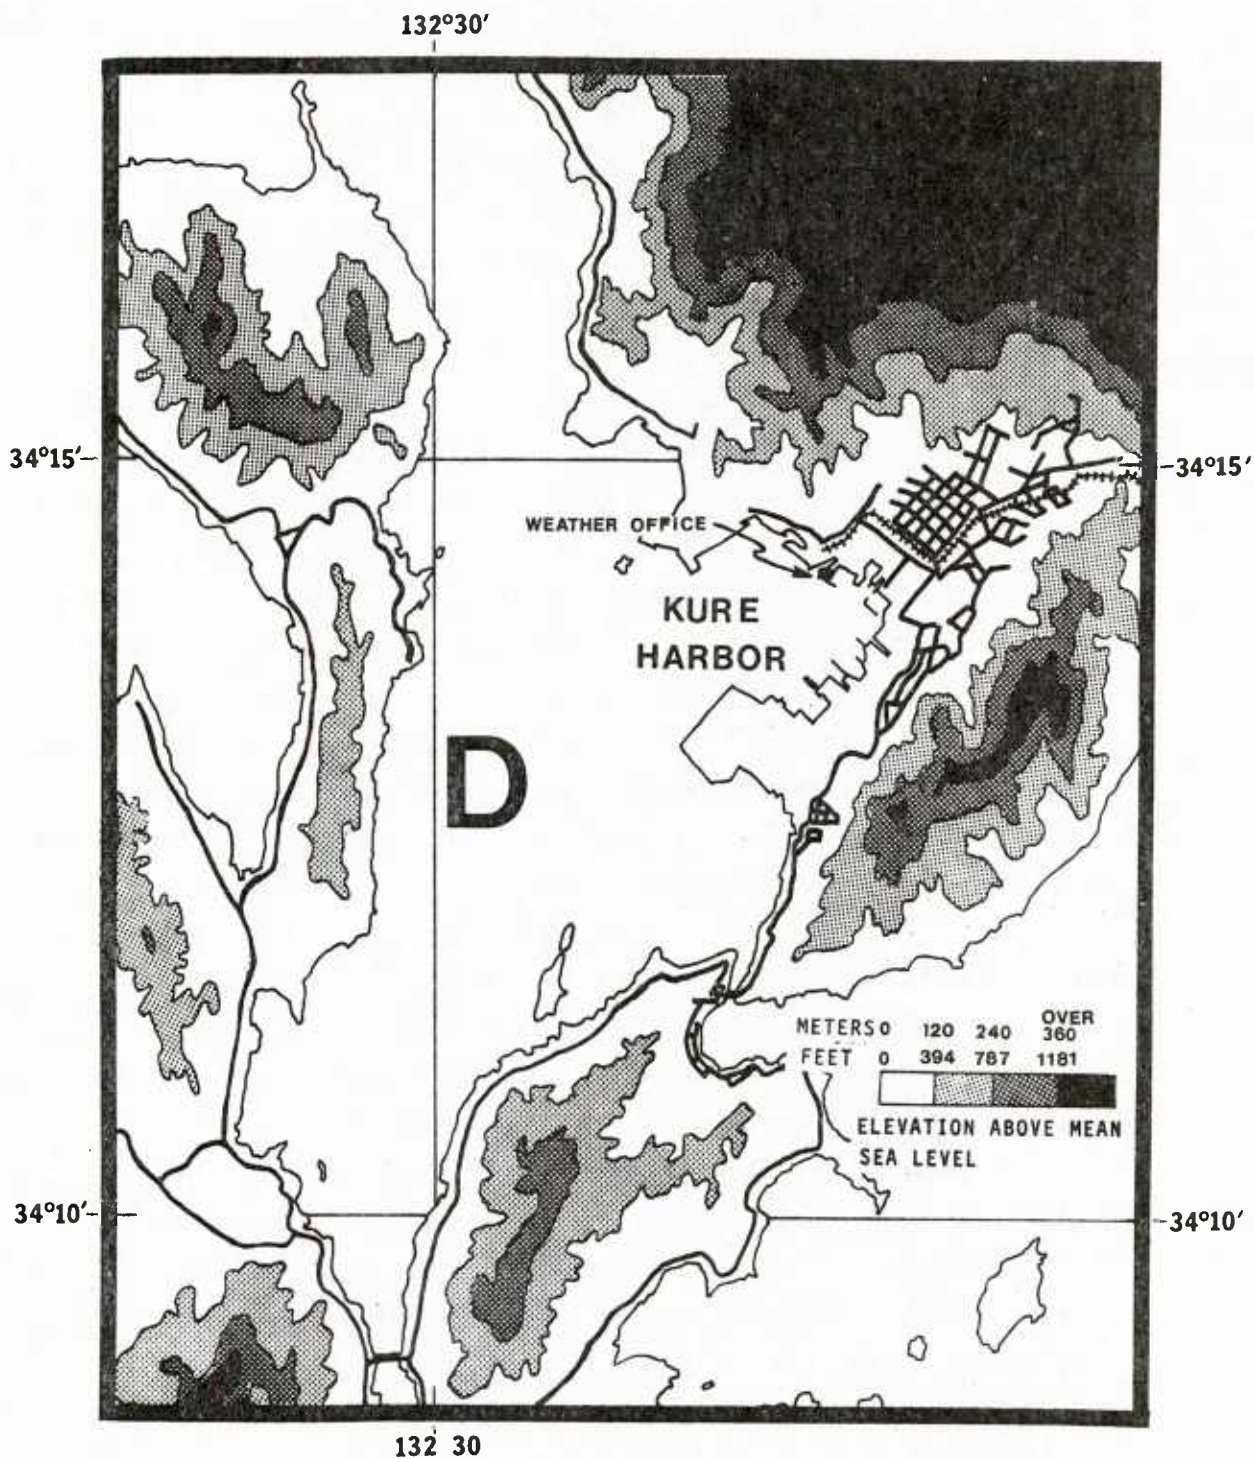 132°30′
34°15′
34°15′
WEATHER OFFICE
KURE
HARBOR
D
METERS 0 120 240 OVER 360
FEET 0 394 787 1181
ELEVATION ABOVE MEAN
SEA LEVEL
34°10′
34°10′
132 30